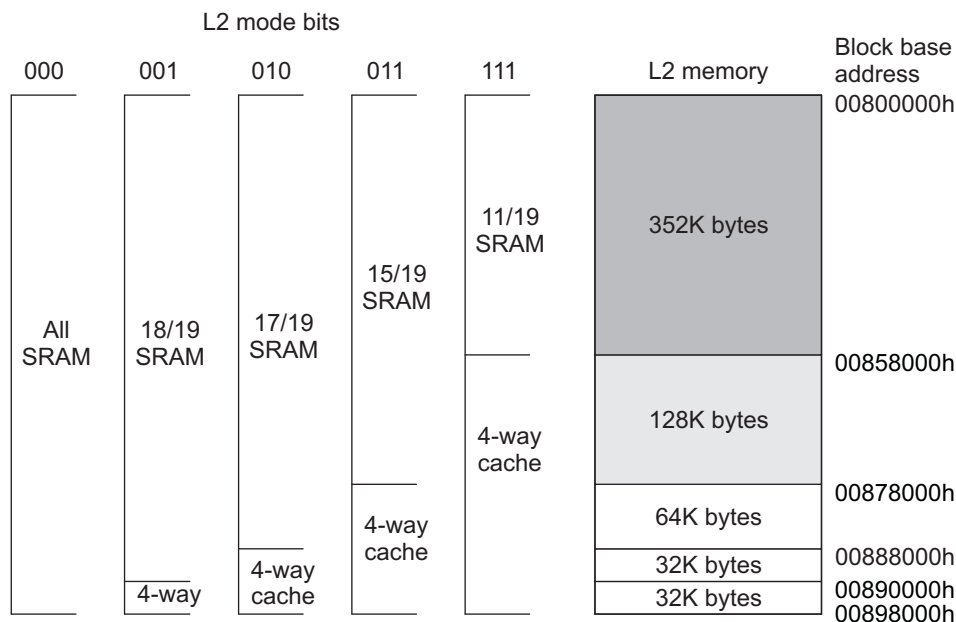 L2 mode bits
000 001 010 011 111 L2 memory
Block base
address
00800000h
All
SRAM
18/19
SRAM
4-way
17/19
SRAM
4-way
cache
15/19
SRAM
4-way
cache
11/19
SRAM
4-way
cache
352K bytes
00858000h
128K bytes
00878000h
64K bytes
00888000h
32K bytes
00890000h
32K bytes
00898000h